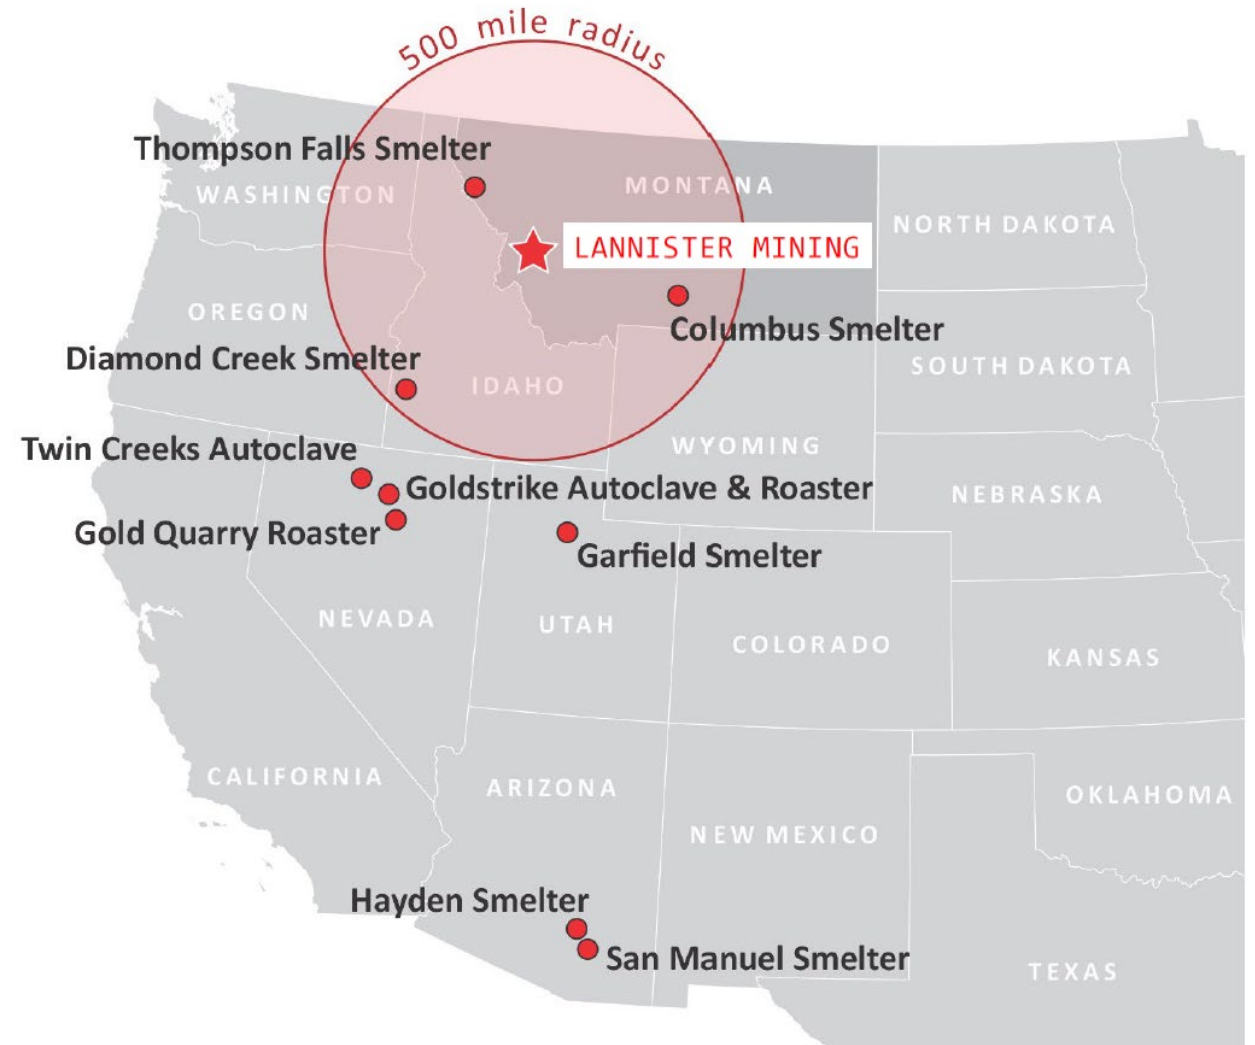 500 mile radius
Thompson Falls Smelter
WASHINGTON
MONTANA
NORTH DAKOTA
LANNISTER MINING
OREGON
Columbus Smelter
Diamond Creek Smelter
IDAHO
SOUTH DAKOTA
WYOMING
Twin Creeks Autoclave
Goldstrike Autoclave & Roaster
NEBRASKA
Gold Quarry Roaster
Garfield Smelter
NEVADA
UTAH
COLORADO
KANSAS
CALIFORNIA
ARIZONA
OKLAHOMA
NEW MEXICO
Hayden Smelter
San Manuel Smelter
TEXAS